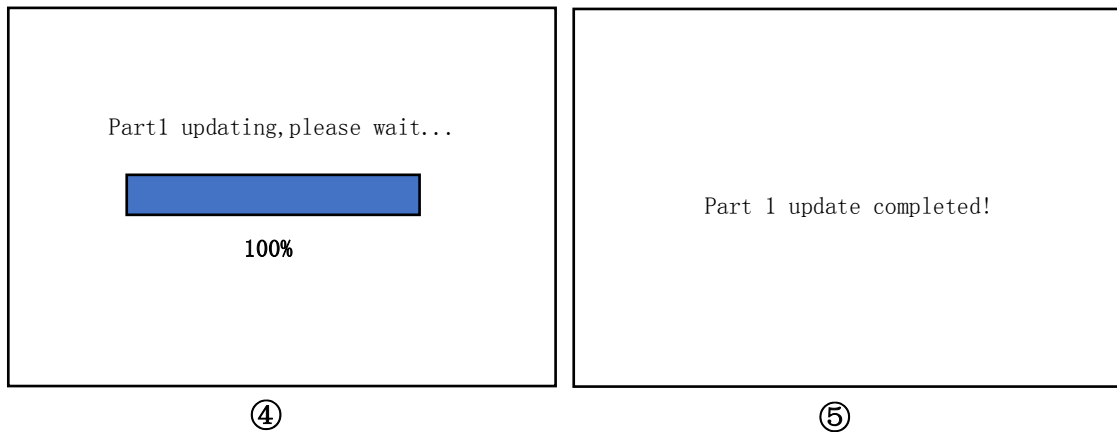 Part1 updating,please wait...
100%
④
Part 1 update completed!
⑤